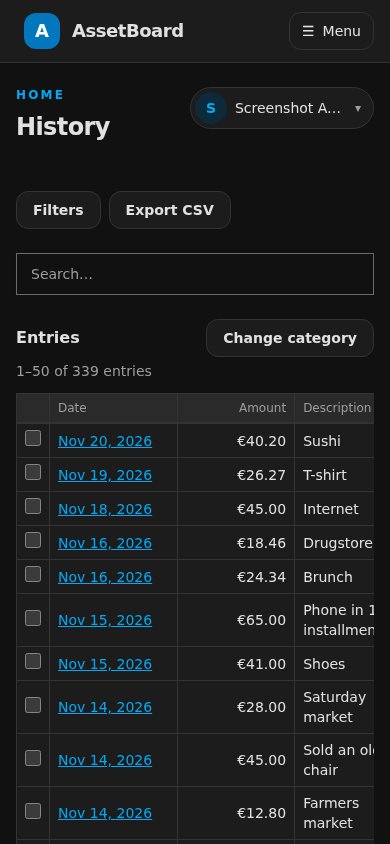 A AssetBoard
☰ Menu
HOME
S Screenshot A... ▾
History
Filters
Export CSV
Search...
Entries
Change category
1–50 of 339 entries
Date Amount Description
Nov 20, 2026 €40.20 Sushi
Nov 19, 2026 €26.27 T-shirt
Nov 18, 2026 €45.00 Internet
Nov 16, 2026 €18.46 Drugstore
Nov 16, 2026 €24.34 Brunch
Nov 15, 2026 €65.00 Phone in 1
installmen
Nov 15, 2026 €41.00 Shoes
Nov 14, 2026 €28.00 Saturday
market
Nov 14, 2026 €45.00 Sold an old
chair
Nov 14, 2026 €12.80 Farmers
market